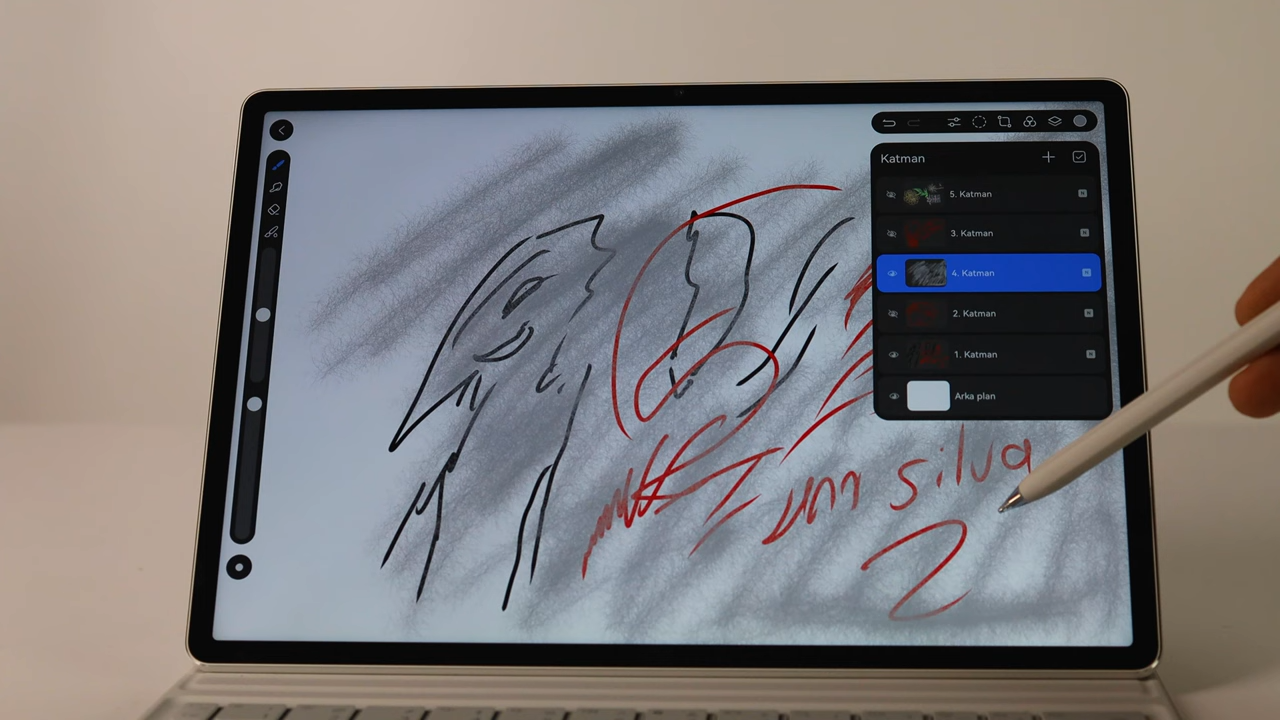 Katman
5. Katman
3. Katman
4. Katman
2. Katman
1. Katman
Arka plan
silva
2